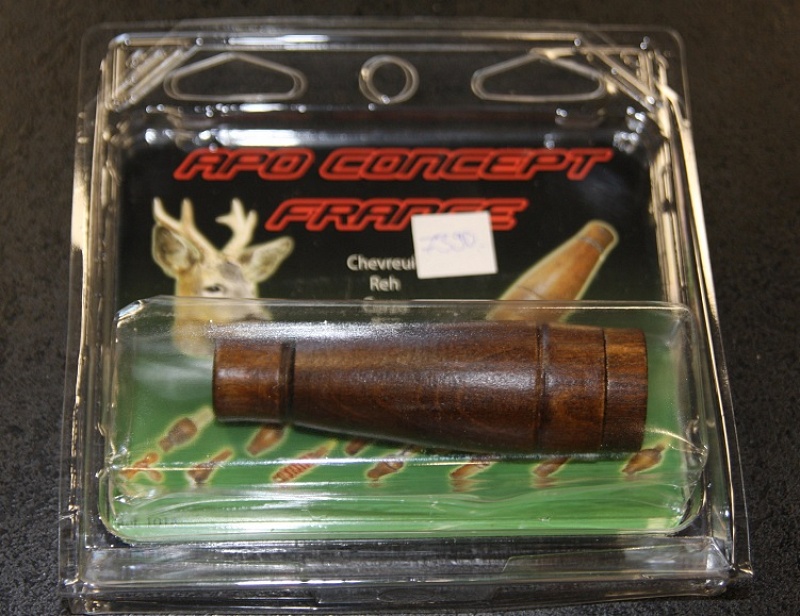 APO CONCEPT
FRANCE
Chevreuil
Reh